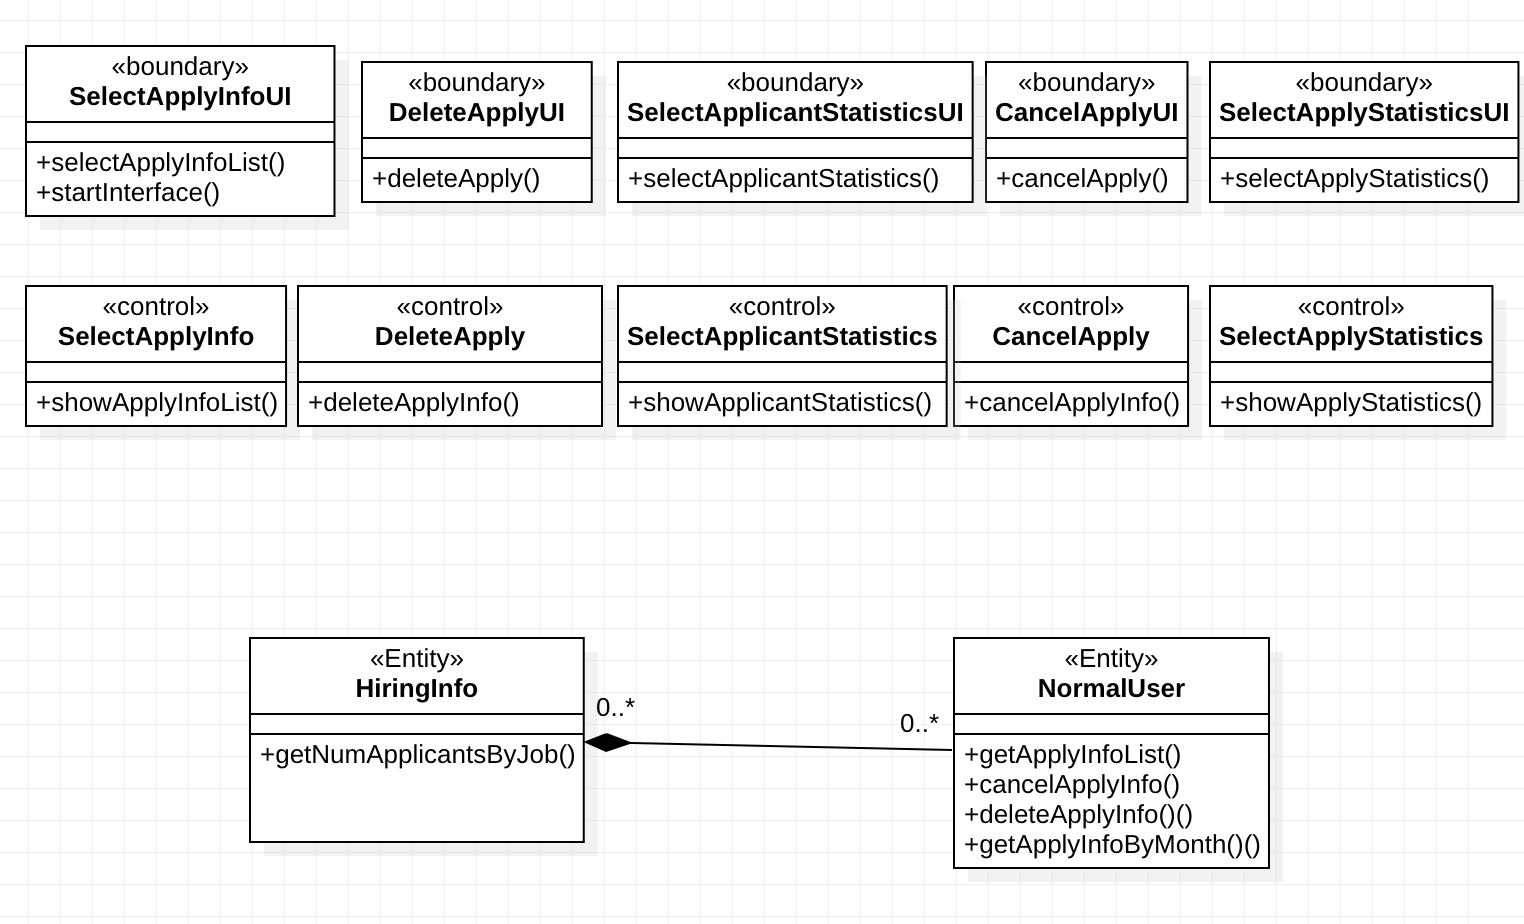 «boundary»
SelectApplyInfoUI
+selectApplyInfoList()
+startInterface()
«boundary»
DeleteApplyUI
+deleteApply()
«boundary»
SelectApplicantStatisticsUI
+selectApplicantStatistics()
«boundary»
CancelApplyUI
+cancelApply()
«boundary»
SelectApplyStatisticsUI
+selectApplyStatistics()
«control»
SelectApplyInfo
+showApplyInfoList()
«control»
DeleteApply
+deleteApplyInfo()
«control»
SelectApplicantStatistics
+showApplicantStatistics()
«control»
CancelApply
+cancelApplyInfo()
«control»
SelectApplyStatistics
+showApplyStatistics()
«Entity»
HiringInfo
+getNumApplicantsByJob()
0..*
0..*
«Entity»
NormalUser
+getApplyInfoList()
+cancelApplyInfo()
+deleteApplyInfo()()
+getApplyInfoByMonth()()